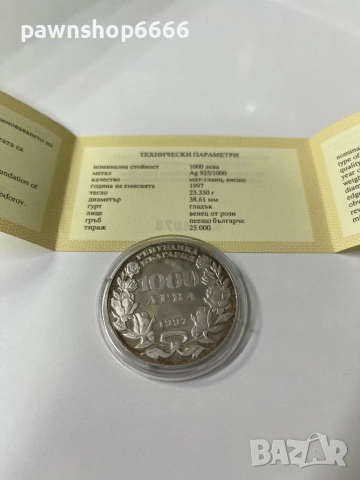 pawnshop6666
ТЕХНИЧЕСКИ ПАРАМЕТРИ
номинална стойност 1000 лева
метал Ag 925/1000
качество мат-гланц, висше
година на емисията 1997
тегло 23.330 г
диаметър 38.61 мм
гурт гладък
лице венец от рози
гръб пеещо българче
тираж 25 000
undation of
odorov.
РЕПУБЛИКА
БЪЛГАРИЯ
1000
ЛЕВА
1997
BAZAR